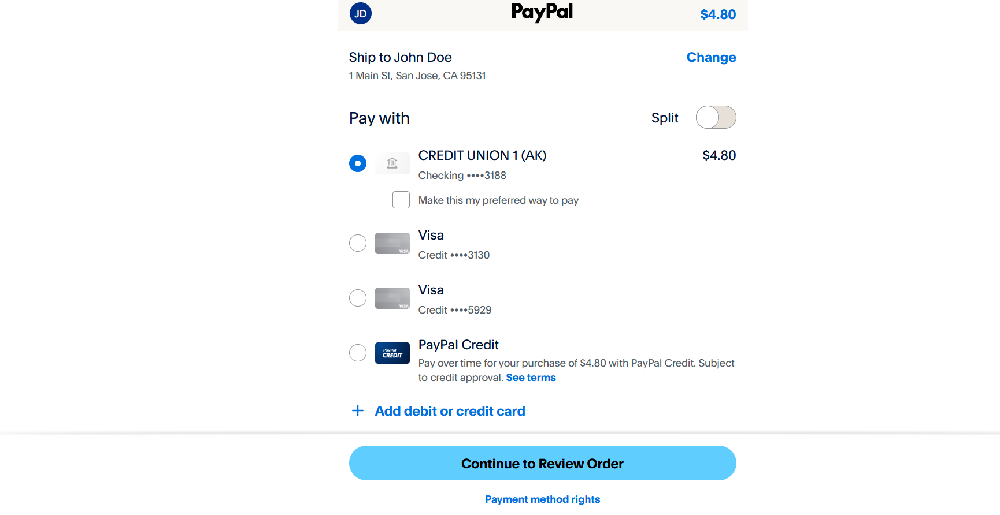 JD
PayPal
$4.80
Ship to John Doe
Change
1 Main St, San Jose, CA 95131
Pay with
Split
CREDIT UNION 1 (AK)
$4.80
Checking ••••3188
Make this my preferred way to pay
Visa
VISA
Credit ••••3130
Visa
VISA
Credit ••••5929
PayPal Credit
PayPal
CREDIT
Pay over time for your purchase of $4.80 with PayPal Credit. Subject
to credit approval. See terms
+ Add debit or credit card
Continue to Review Order
Payment method rights